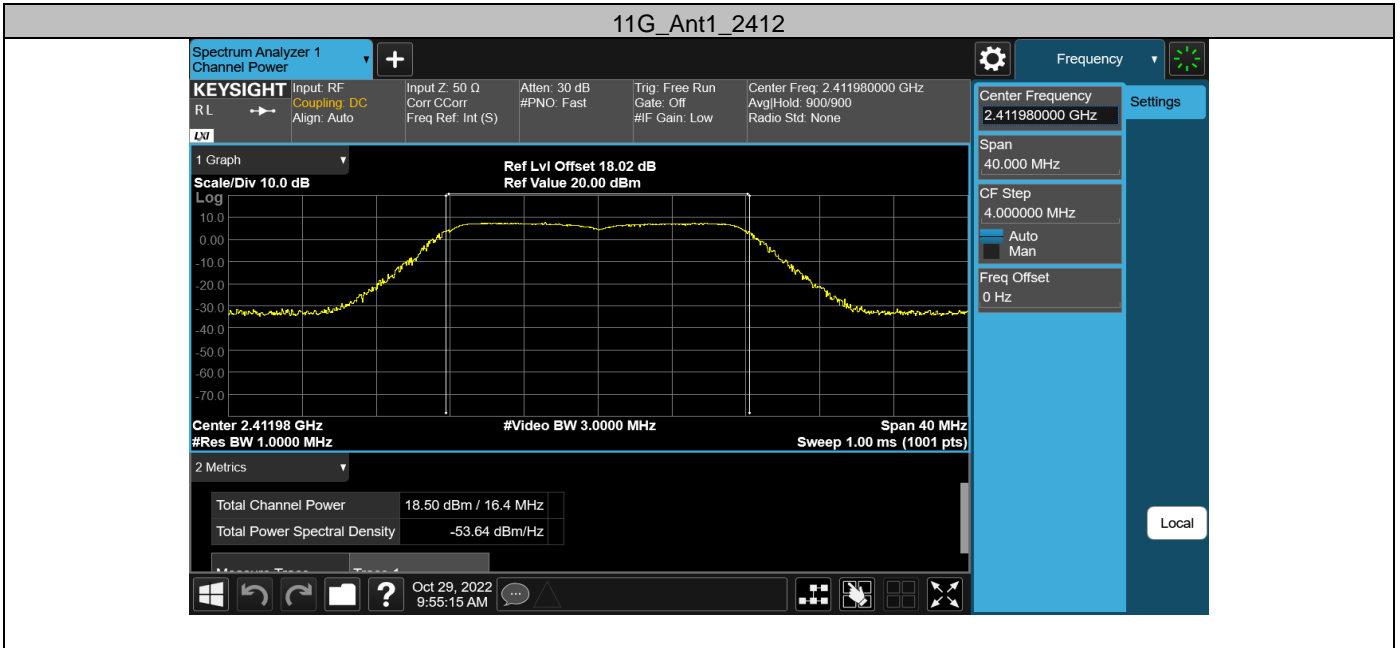 11G_Ant1_2412
Spectrum Analyzer 1
Channel Power
Frequency
KEYSIGHT
RL
LXI
Input: RF
Coupling: DC
Align: Auto
Input Z: 50 Ω
Corr CCorr
Freq Ref: Int (S)
Atten: 30 dB
#PNO: Fast
Trig: Free Run
Gate: Off
#IF Gain: Low
Center Freq: 2.411980000 GHz
Avg|Hold: 900/900
Radio Std: None
Center Frequency
2.411980000 GHz
Settings
Span
40.000 MHz
CF Step
4.000000 MHz
Auto
Man
Freq Offset
0 Hz
Local
1 Graph
Ref Lvl Offset 18.02 dB
Scale/Div 10.0 dB
Ref Value 20.00 dBm
Log
10.0
0.00
-10.0
-20.0
-30.0
-40.0
-50.0
-60.0
-70.0
Center 2.41198 GHz
#Video BW 3.0000 MHz
Span 40 MHz
#Res BW 1.0000 MHz
Sweep 1.00 ms (1001 pts)
2 Metrics
Total Channel Power 18.50 dBm / 16.4 MHz
Total Power Spectral Density -53.64 dBm/Hz
Measure Trace Trace 1
?
Oct 29, 2022
9:55:15 AM